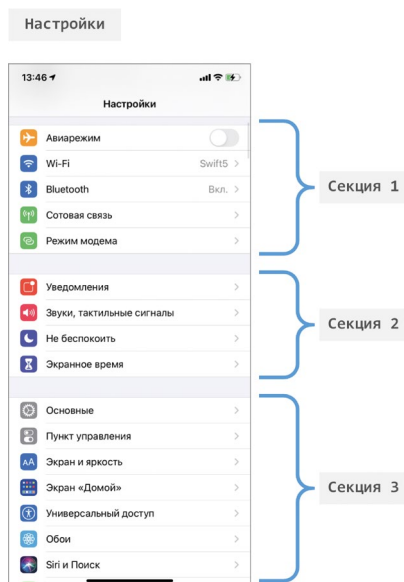 Настройки
13:46
Настройки
Авиарежим
Wi-Fi Swift5
Bluetooth Вкл.
Сотовая связь
Режим модема
Секция 1
Уведомления
Звуки, тактильные сигналы
Не беспокоить
Экранное время
Секция 2
Основные
Пункт управления
AA Экран и яркость
Экран «Домой»
Универсальный доступ
Обои
Siri и Поиск
Секция 3